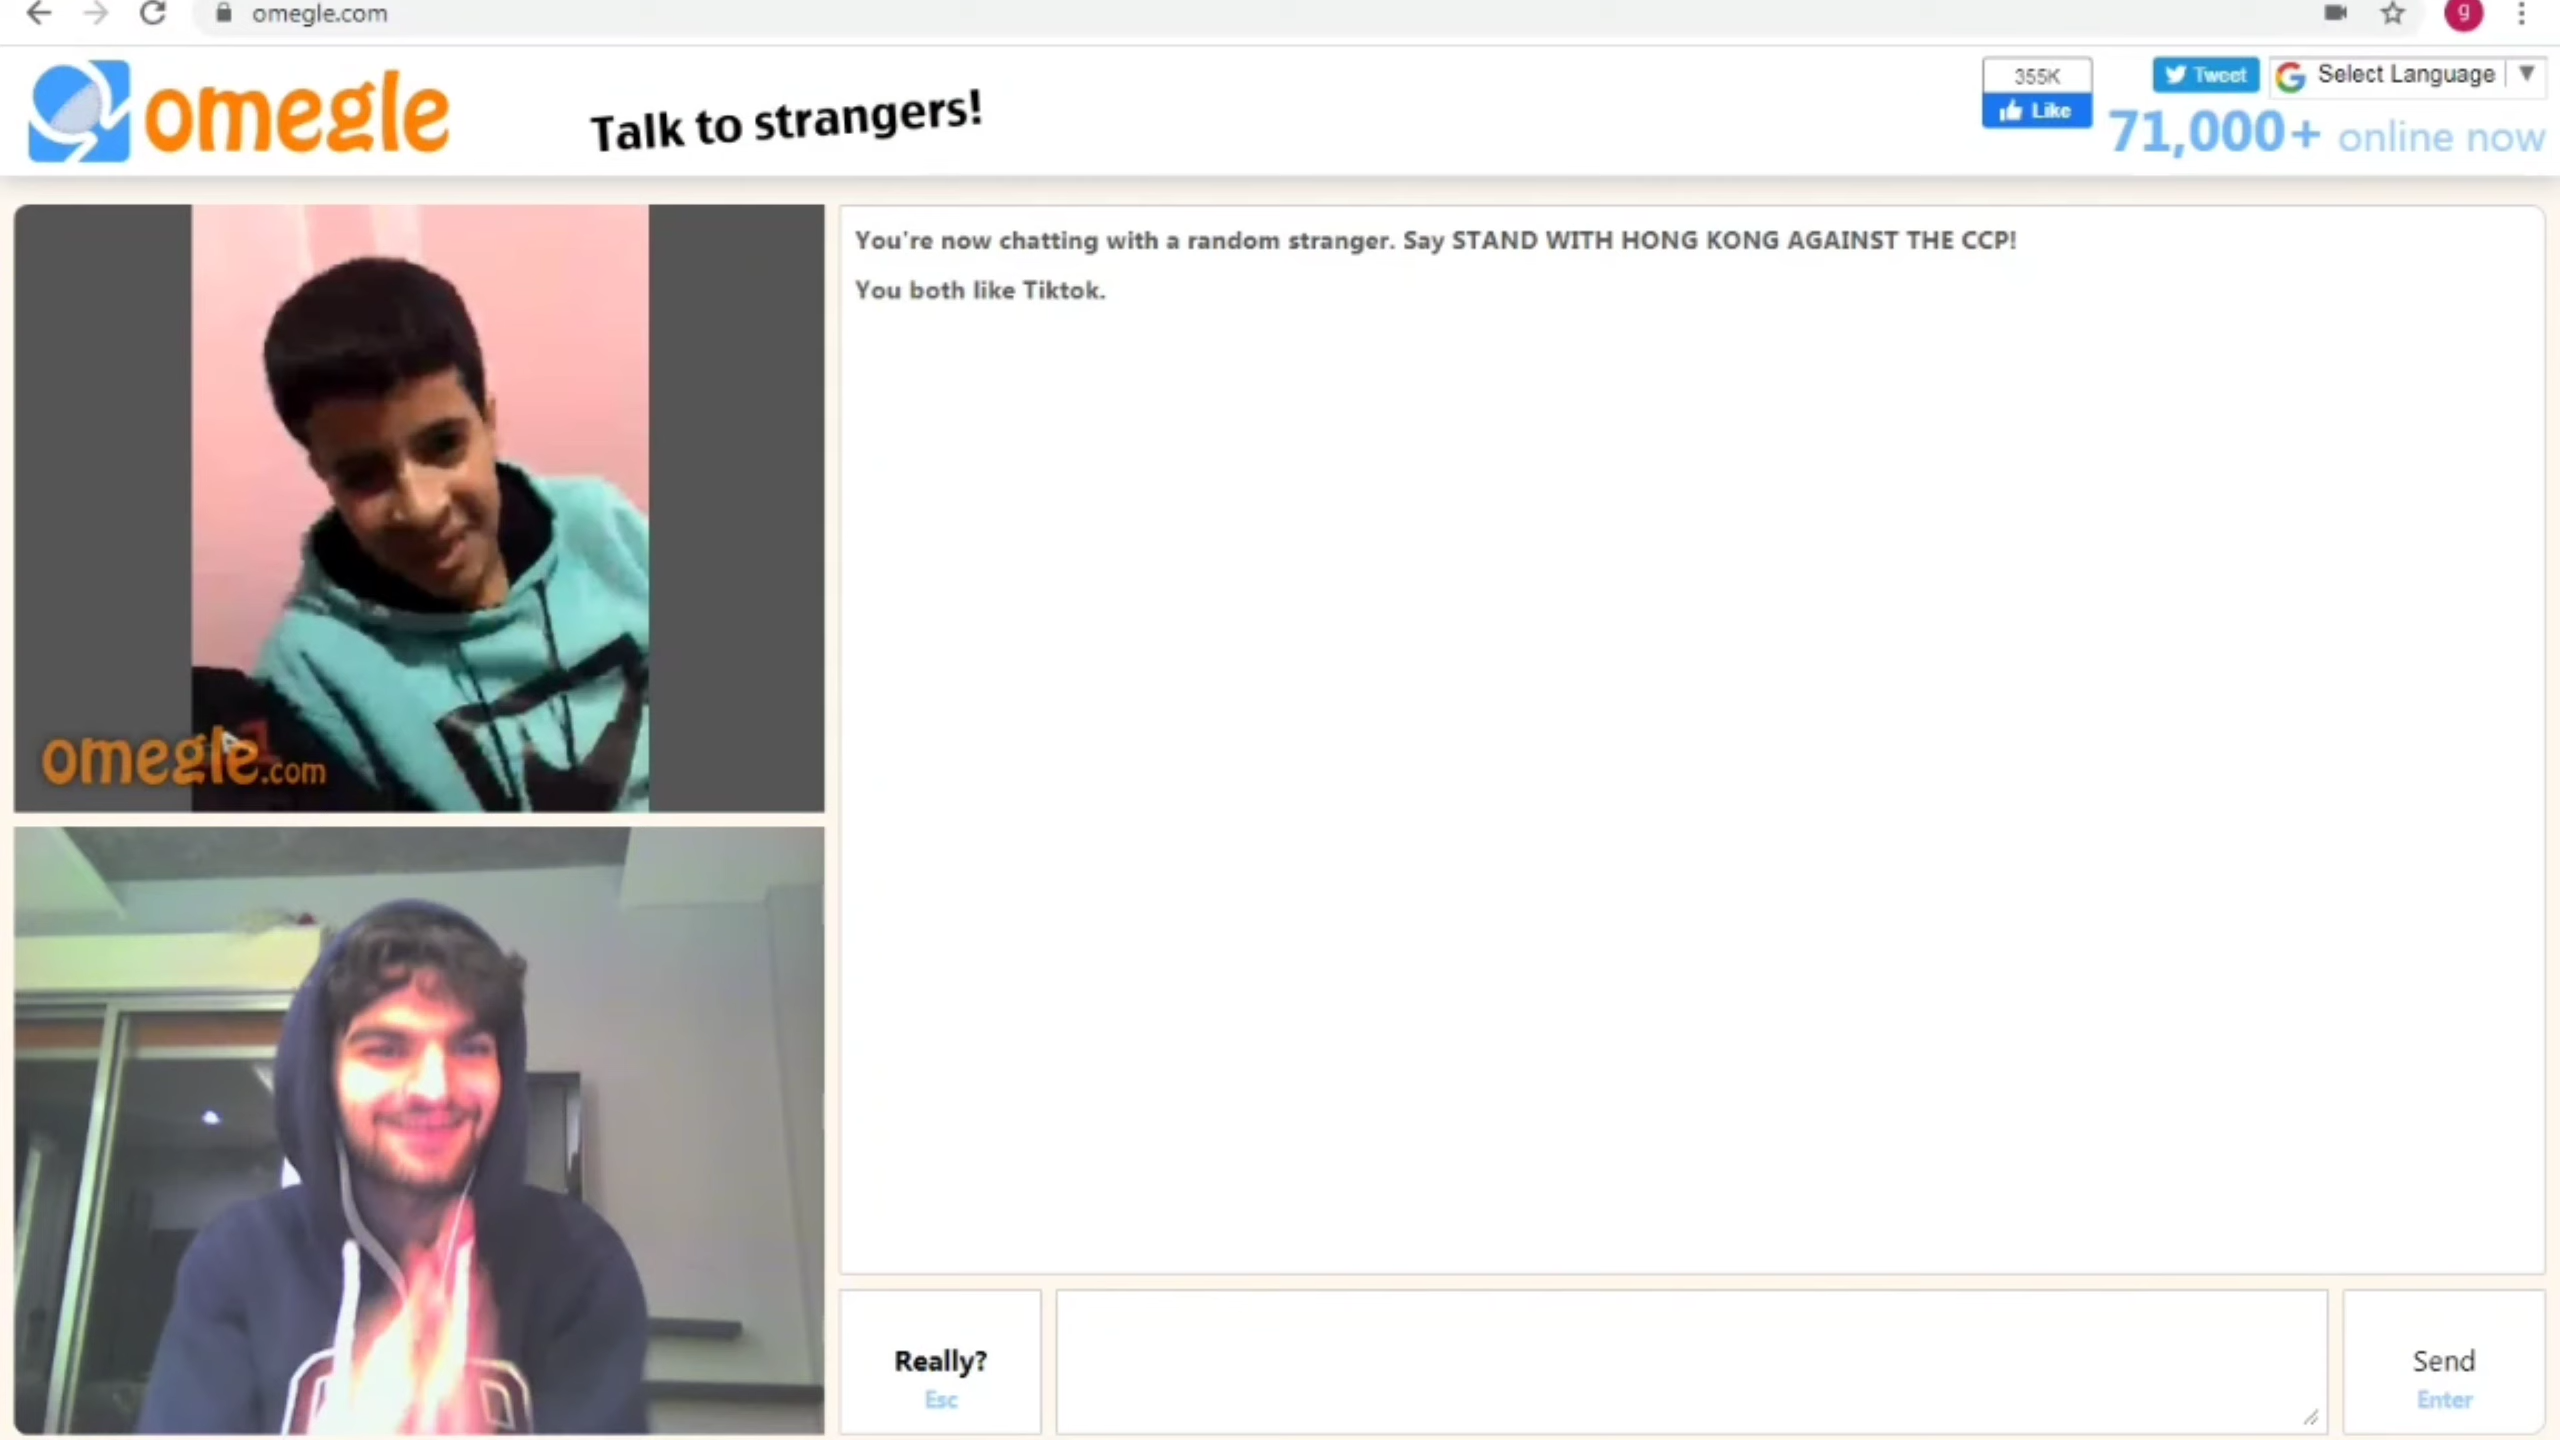 omegle.com
omegle
Talk to strangers!
355K
Like
Tweet
Select Language
71,000+ online now
You're now chatting with a random stranger. Say STAND WITH HONG KONG AGAINST THE CCP!
You both like Tiktok.
omegle.com
Really?
Esc
Send
Enter